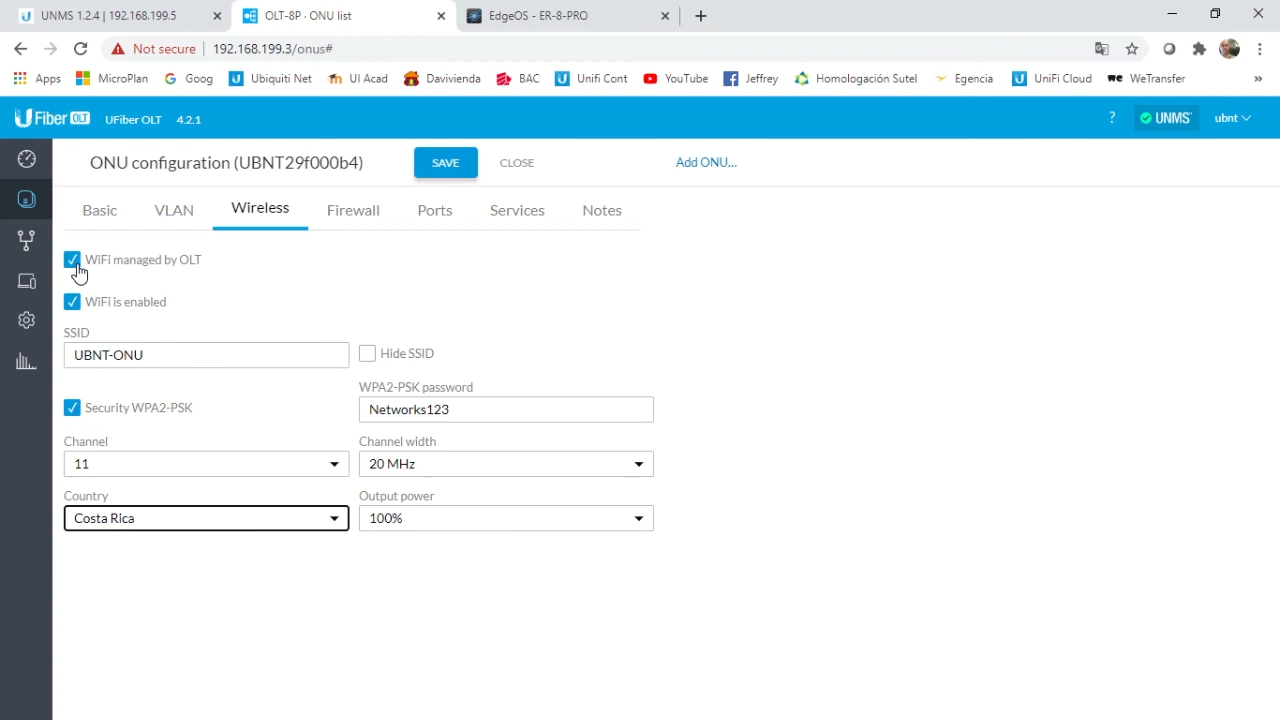 UNMS 1.2.4 | 192.168.199.5
OLT-8P - ONU list
EdgeOS - ER-8-PRO
Not secure
192.168.199.3/onus#
Apps
MicroPlan
Goog
Ubiquiti Net
UI Acad
Davivienda
BAC
Unifi Cont
YouTube
Jeffrey
Homologación Sutel
Egencia
UniFi Cloud
WeTransfer
»
U Fiber OLT
UFiber OLT
4.2.1
?
UNMS
ubnt
ONU configuration (UBNT29f000b4)
SAVE
CLOSE
Add ONU...
Basic
VLAN
Wireless
Firewall
Ports
Services
Notes
WiFi managed by OLT
WiFi is enabled
SSID
UBNT-ONU
Hide SSID
WPA2-PSK password
Security WPA2-PSK
Networks123
Channel
Channel width
11
20 MHz
Country
Output power
Costa Rica
100%